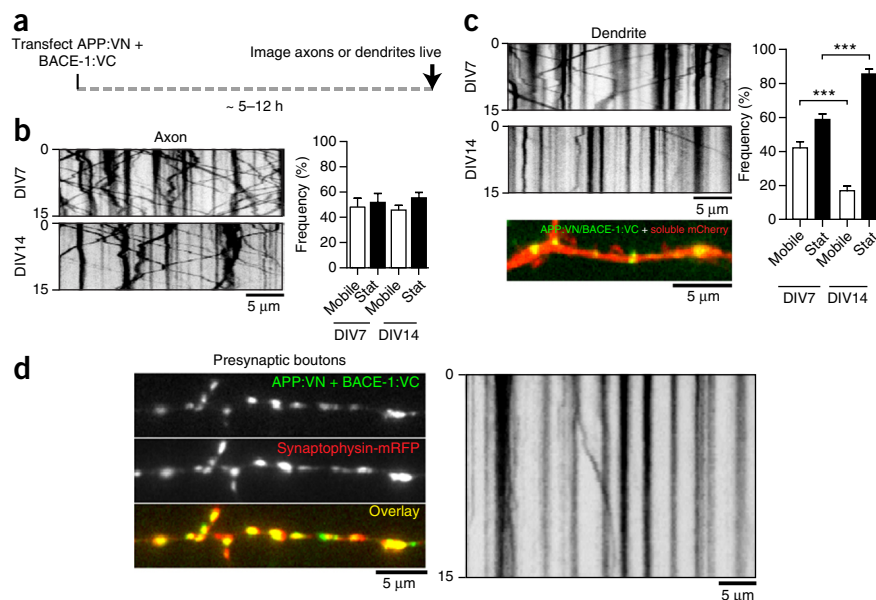 a
Transfect APP:VN +
BACE-1:VC
Image axons or dendrites live
~ 5–12 h
b
Axon
DIV7
0
15
DIV14
0
15
5 µm
Frequency (%)
100
80
60
40
20
0
Mobile
Stat
Mobile
Stat
DIV7
DIV14
c
Dendrite
DIV7
0
15
DIV14
0
15
5 µm
APP:VN/BACE-1:VC + soluble mCherry
5 µm
Frequency (%)
100
80
60
40
20
0
***
***
Mobile
Stat
Mobile
Stat
DIV7
DIV14
d
Presynaptic boutons
APP:VN + BACE-1:VC
Synaptophysin-mRFP
Overlay
5 µm
0
15
5 µm